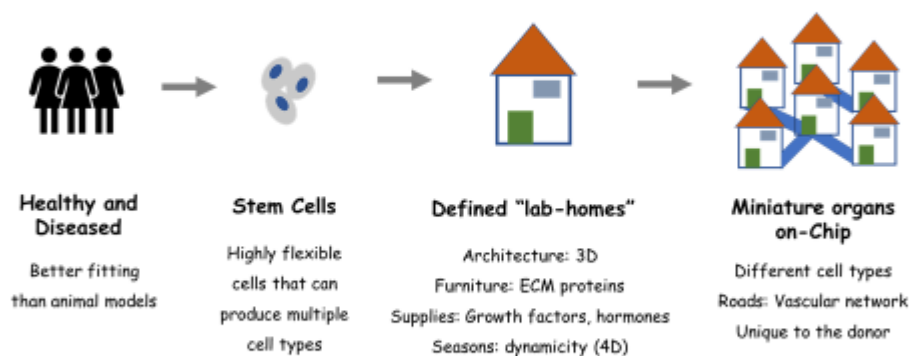 Healthy and
Diseased
Better fitting
than animal models
Stem Cells
Highly flexible
cells that can
produce multiple
cell types
Defined “lab-homes”
Architecture: 3D
Furniture: ECM proteins
Supplies: Growth factors, hormones
Seasons: dynamicity (4D)
Miniature organs
on-Chip
Different cell types
Roads: Vascular network
Unique to the donor